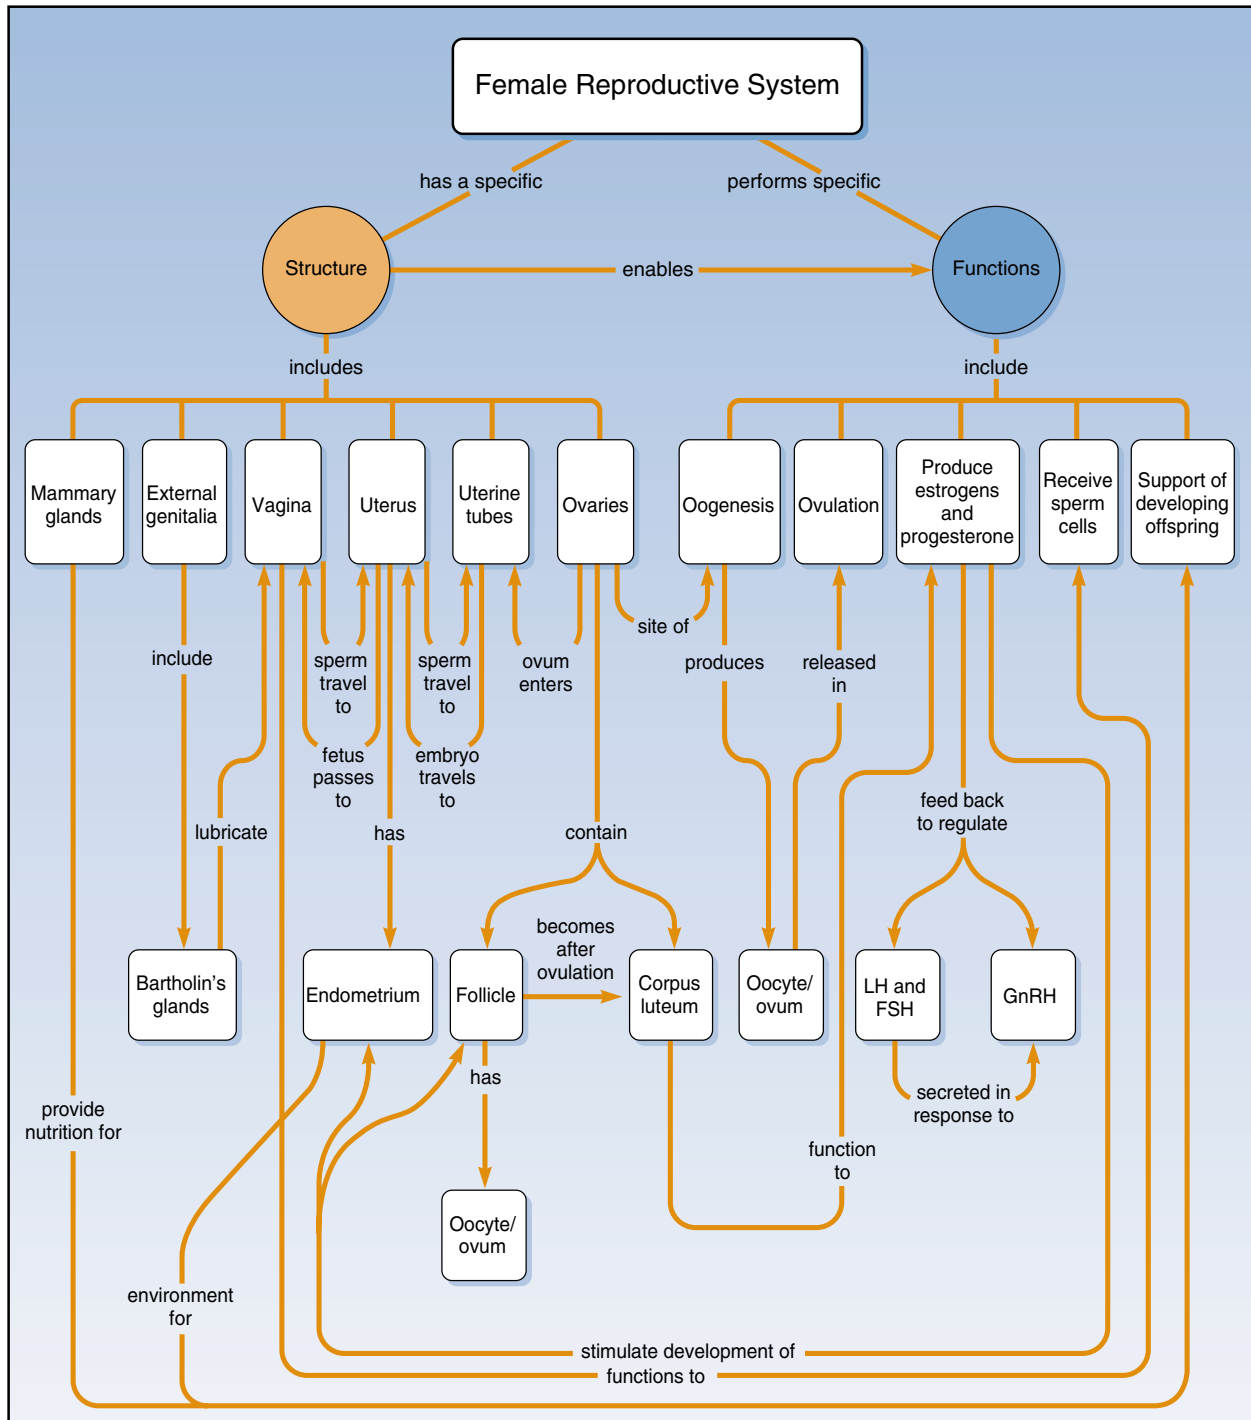 Female Reproductive System
has a specific
performs specific
Structure
enables
Functions
includes
include
Mammary
glands
External
genitalia
Vagina
Uterus
Uterine
tubes
Ovaries
Oogenesis
Ovulation
Produce
estrogens
and
progesterone
Receive
sperm
cells
Support of
developing
offspring
site of
include
sperm
travel
to
sperm
travel
to
ovum
enters
produces
released
in
fetus
passes
to
embryo
travels
to
lubricate
has
contain
feed back
to regulate
becomes
after
ovulation
Bartholin's
glands
Endometrium
Follicle
Corpus
luteum
Oocyte/
ovum
LH and
FSH
GnRH
has
secreted in
response to
provide
nutrition for
function
to
Oocyte/
ovum
environment
for
stimulate development of
functions to